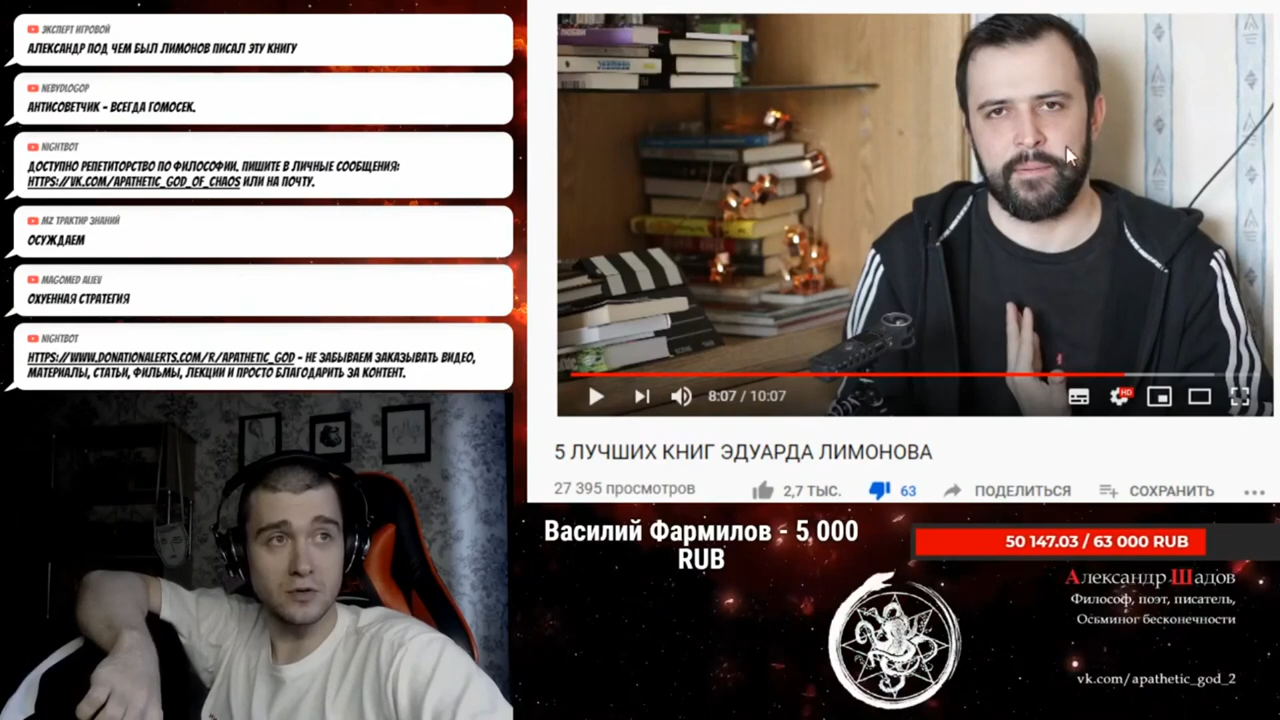 ЭКСПЕРТ ИГРОВОЙ
АЛЕКСАНДР ПОД ЧЕМ БЫЛ ЛИМОНОВ ПИСАЛ ЭТУ КНИГУ
NEBYDLOGOP
АНТИСОВЕТЧИК - ВСЕГДА ГОМОСЕК.
NIGHTBOT
ДОСТУПНО РЕПЕТИТОРСТВО ПО ФИЛОСОФИИ. ПИШИТЕ В ЛИЧНЫЕ СООБЩЕНИЯ:
HTTPS://VK.COM/APATHETIC_GOD_OF_CHAOS ИЛИ НА ПОЧТУ.
MZ ТРАКТИР ЗНАНИЙ
ОСУЖДАЕМ
MAGOMED ALIEV
ОХУЕННАЯ СТРАТЕГИЯ
NIGHTBOT
HTTPS://WWW.DONATIONALERTS.COM/R/APATHETIC_GOD - НЕ ЗАБЫВАЕМ ЗАКАЗЫВАТЬ ВИДЕО,
МАТЕРИАЛЫ, СТАТЬИ, ФИЛЬМЫ, ЛЕКЦИИ И ПРОСТО БЛАГОДАРИТЬ ЗА КОНТЕНТ.
8:07 / 10:07
HD
5 ЛУЧШИХ КНИГ ЭДУАРДА ЛИМОНОВА
27 395 просмотров
2,7 ТЫС.
63
ПОДЕЛИТЬСЯ
СОХРАНИТЬ
Василий Фармилов - 5 000
RUB
50 147.03 / 63 000 RUB
Александр Шадов
Философ, поэт, писатель,
Осьминог бесконечности
vk.com/apathetic_god_2